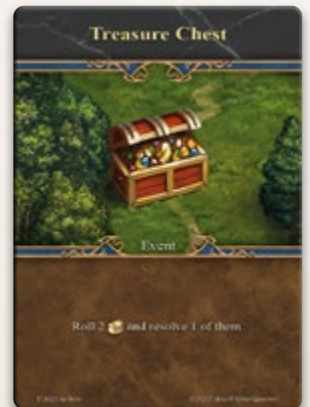 Treasure Chest
Event
Roll 2 and resolve 1 of them.